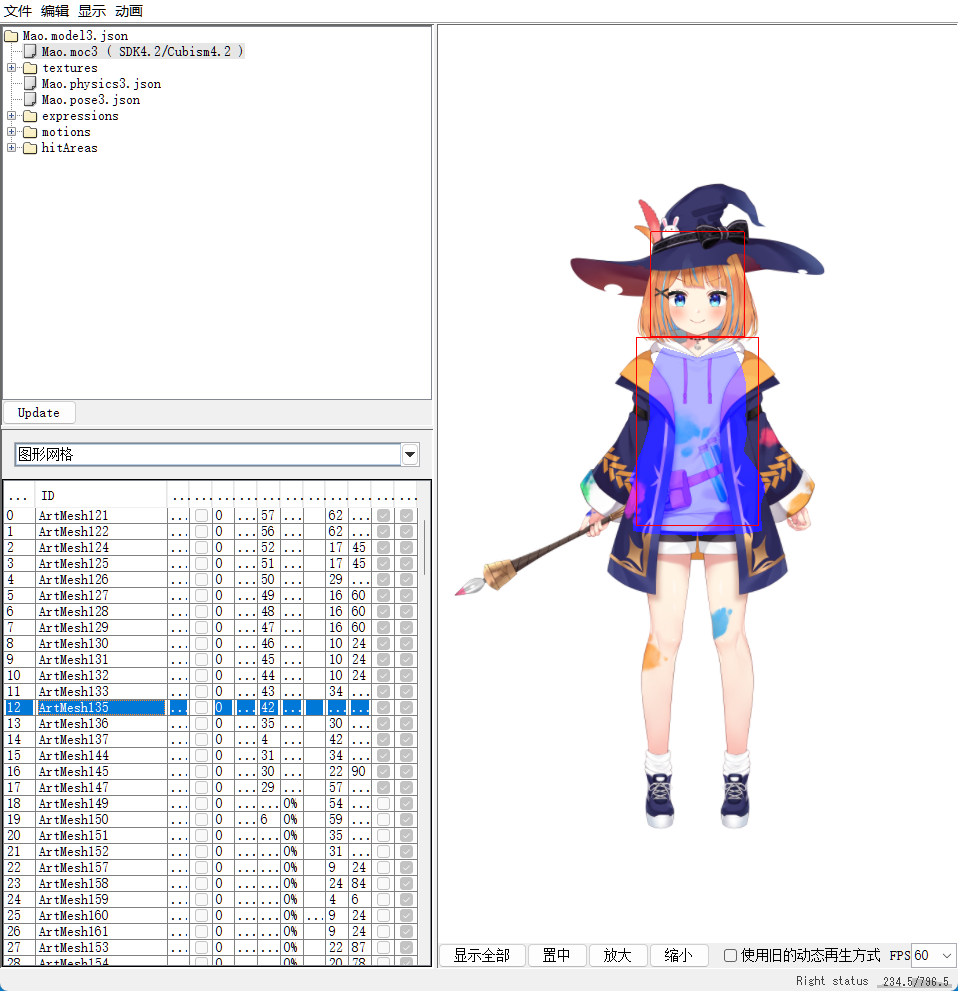 文件 编辑 显示 动画
Mao.model3.json
Mao.moc3 ( SDK4.2/Cubism4.2 )
textures
Mao.physics3.json
Mao.pose3.json
expressions
motions
hitAreas
Update
图形网格
... ID ... ... ... ... ... ... ... ... ... ... ...
0 ArtMesh121 ... 0 ... 57 ... 62 ...
1 ArtMesh122 ... 0 ... 56 ... 62 ...
2 ArtMesh124 ... 0 ... 52 ... 17 45
3 ArtMesh125 ... 0 ... 51 ... 17 45
4 ArtMesh126 ... 0 ... 50 ... 29 ...
5 ArtMesh127 ... 0 ... 49 ... 16 60
6 ArtMesh128 ... 0 ... 48 ... 16 60
7 ArtMesh129 ... 0 ... 47 ... 16 60
8 ArtMesh130 ... 0 ... 46 ... 10 24
9 ArtMesh131 ... 0 ... 45 ... 10 24
10 ArtMesh132 ... 0 ... 44 ... 10 24
11 ArtMesh133 ... 0 ... 43 ... 34 ...
12 ArtMesh135 ... 0 ... 42 ... ... ...
13 ArtMesh136 ... 0 ... 35 ... 30 ...
14 ArtMesh137 ... 0 ... 4 ... 42 ...
15 ArtMesh144 ... 0 ... 31 ... 34 ...
16 ArtMesh145 ... 0 ... 30 ... 22 90
17 ArtMesh147 ... 0 ... 29 ... 57 ...
18 ArtMesh149 ... 0 ... ... 0% 54 ...
19 ArtMesh150 ... 0 ... 6 0% 59 ...
20 ArtMesh151 ... 0 ... ... 0% 35 ...
21 ArtMesh152 ... 0 ... ... 0% 31 ...
22 ArtMesh157 ... 0 ... ... 0% 9 24
23 ArtMesh158 ... 0 ... ... 0% 24 84
24 ArtMesh159 ... 0 ... ... 0% 4 6
25 ArtMesh160 ... 0 ... ... 0% ... 9 24
26 ArtMesh161 ... 0 ... ... 0% 9 24
27 ArtMesh153 ... 0 ... ... 0% 22 87
28 ArtMesh154 ... 0 ... ... 0% 20 78
显示全部 置中 放大 缩小 使用旧的动态再生方式 FPS 60
Right status 234.5/796.5